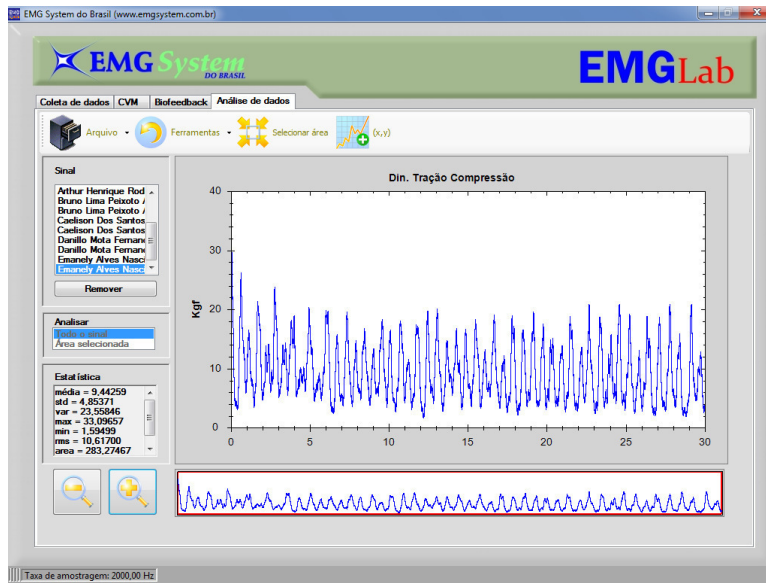 EMG System do Brasil (www.emgsystem.com.br)
EMG System
DO BRASIL
EMGLab
Coleta de dados CVM Biofeedback Análise de dados
Arquivo Ferramentas Selecionar área (x,y)
Sinal
Arthur Henrique Rod
Bruno Lima Peixoto
Bruno Lima Peixoto
Caelison Dos Santos
Caelison Dos Santos
Danillo Mota Fernan
Danillo Mota Fernan
Emanely Alves Nasc
Emanely Alves Nasc
Remover
Analisar
Todo o sinal
Área selecionada
Estatística
média = 9,44259
std = 4,85371
var = 23,55846
max = 33,09657
min = 1,59499
rms = 10,61700
area = 283,27467
Din. Tração Compressão
Kgf
40
30
20
10
0
0 5 10 15 20 25 30
Taxa de amostragem: 2000,00 Hz